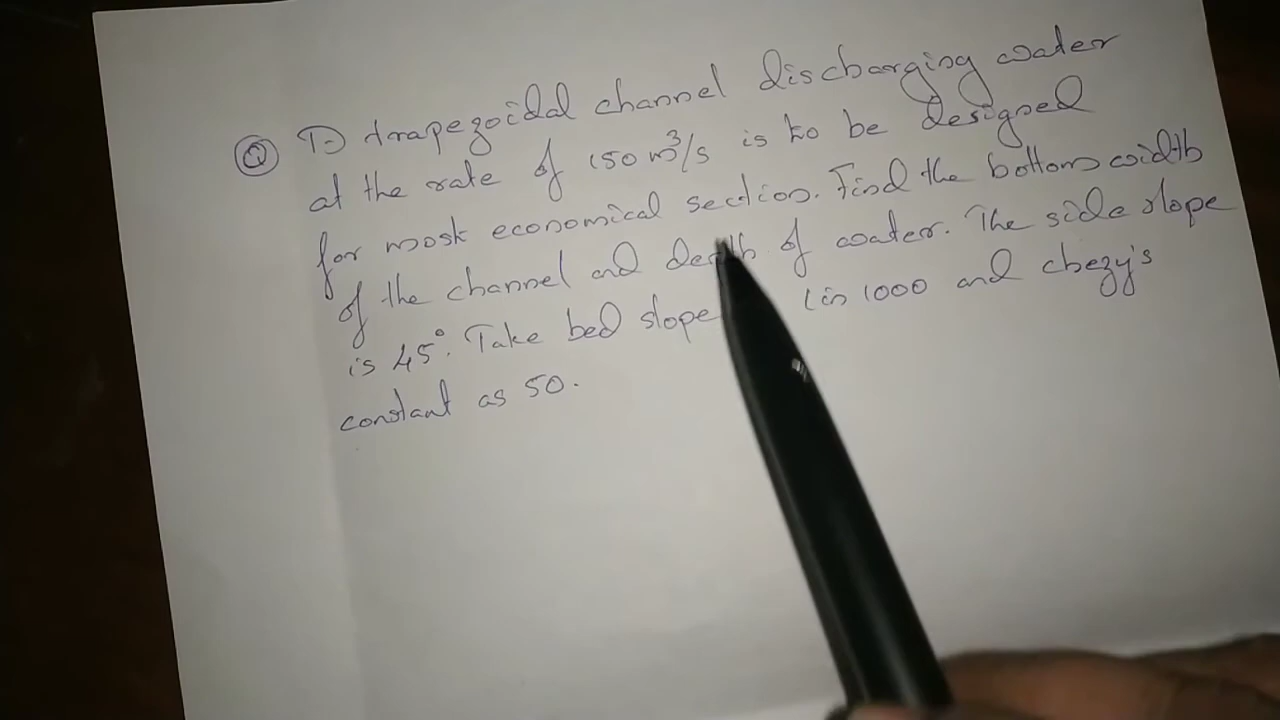 Q A trapezoidal channel discharging water
at the rate of 150 m³/s is to be designed
for most economical section. Find the bottom width
of the channel and depth of water. The side slope
is 45°. Take bed slope 1 in 1000 and chezy's
constant as 50.